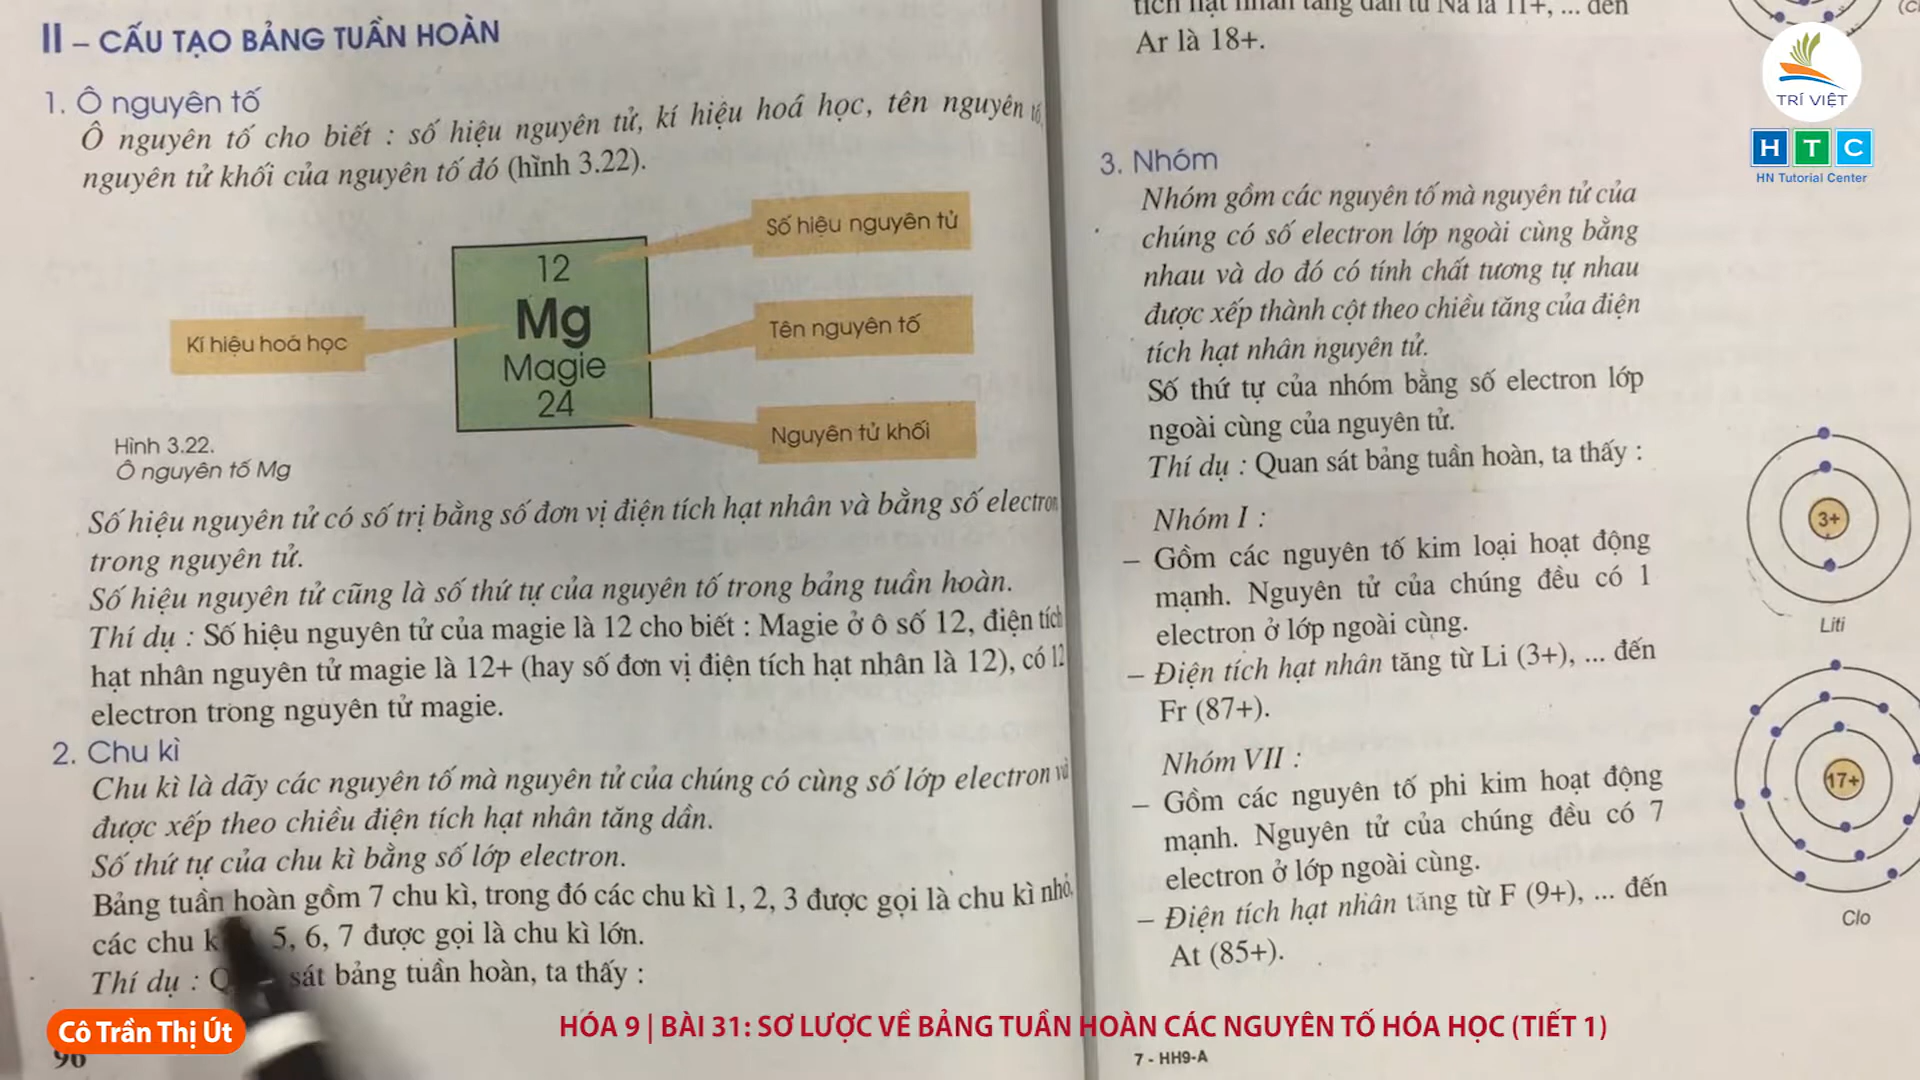 II – CẤU TẠO BẢNG TUẦN HOÀN
1. Ô nguyên tố
Ô nguyên tố cho biết : số hiệu nguyên tử, kí hiệu hoá học, tên nguyên tố,
nguyên tử khối của nguyên tố đó (hình 3.22).
Số hiệu nguyên tử
12
Mg
Magie
24
Kí hiệu hoá học
Tên nguyên tố
Nguyên tử khối
Hình 3.22.
Ô nguyên tố Mg
Số hiệu nguyên tử có số trị bằng số đơn vị điện tích hạt nhân và bằng số electron
trong nguyên tử.
Số hiệu nguyên tử cũng là số thứ tự của nguyên tố trong bảng tuần hoàn.
Thí dụ : Số hiệu nguyên tử của magie là 12 cho biết : Magie ở ô số 12, điện tích
hạt nhân nguyên tử magie là 12+ (hay số đơn vị điện tích hạt nhân là 12), có 12
electron trong nguyên tử magie.
2. Chu kì
Chu kì là dãy các nguyên tố mà nguyên tử của chúng có cùng số lớp electron và
được xếp theo chiều điện tích hạt nhân tăng dần.
Số thứ tự của chu kì bằng số lớp electron.
Bảng tuần hoàn gồm 7 chu kì, trong đó các chu kì 1, 2, 3 được gọi là chu kì nhỏ,
các chu 5, 6, 7 được gọi là chu kì lớn.
Thí dụ : sát bảng tuần hoàn, ta thấy :
96
tích hạt nhân tăng dần từ Na là 11+, ... đến
Ar là 18+.
3. Nhóm
Nhóm gồm các nguyên tố mà nguyên tử của
chúng có số electron lớp ngoài cùng bằng
nhau và do đó có tính chất tương tự nhau
được xếp thành cột theo chiều tăng của điện
tích hạt nhân nguyên tử.
Số thứ tự của nhóm bằng số electron lớp
ngoài cùng của nguyên tử.
Thí dụ : Quan sát bảng tuần hoàn, ta thấy :
Nhóm I :
– Gồm các nguyên tố kim loại hoạt động
mạnh. Nguyên tử của chúng đều có 1
electron ở lớp ngoài cùng.
– Điện tích hạt nhân tăng từ Li (3+), ... đến
Fr (87+).
Nhóm VII :
– Gồm các nguyên tố phi kim hoạt động
mạnh. Nguyên tử của chúng đều có 7
electron ở lớp ngoài cùng.
– Điện tích hạt nhân tăng từ F (9+), ... đến
At (85+).
7 - HH9-A
3+
Liti
17+
Clo
TRÍ VIỆT
H T C
HN Tutorial Center
Cô Trần Thị Út
HÓA 9 | BÀI 31: SƠ LƯỢC VỀ BẢNG TUẦN HOÀN CÁC NGUYÊN TỐ HÓA HỌC (TIẾT 1)